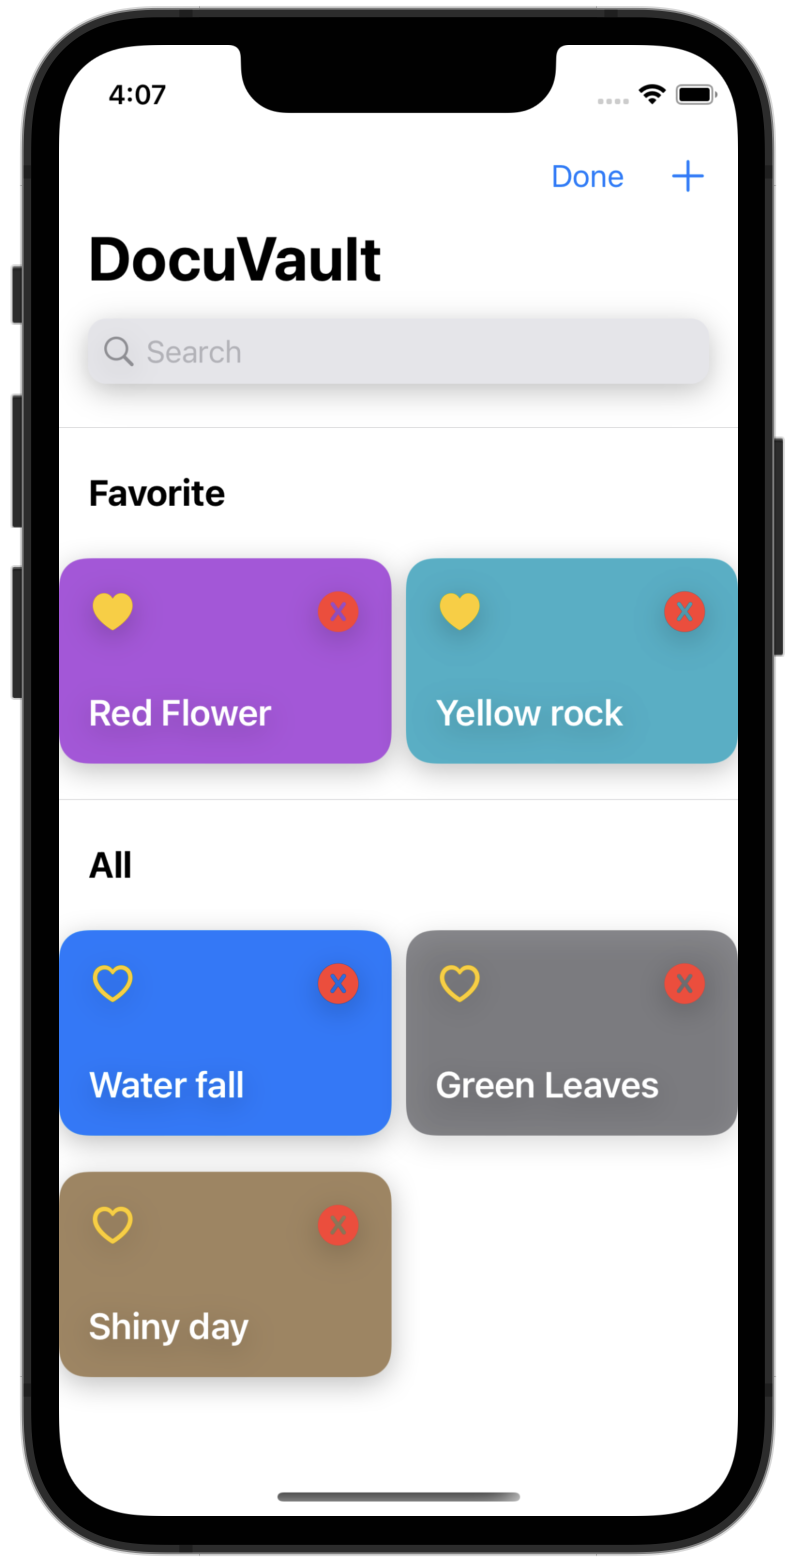 4:07
Done +
DocuVault
Search
Favorite
X X
Red Flower Yellow rock
All
X X
Water fall Green Leaves
X
Shiny day